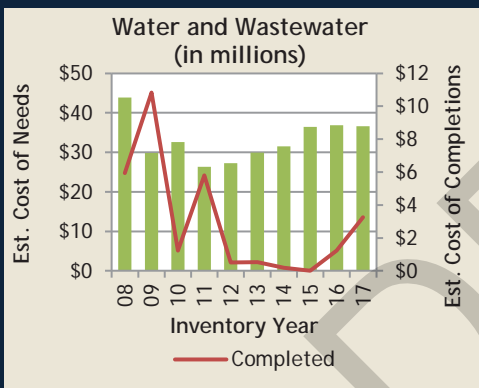 Water and Wastewater
(in millions)
Est. Cost of Needs
$50
$40
$30
$20
$10
$0
$12
$10
$8
$6
$4
$2
$0
Est. Cost of Completions
08 09 10 11 12 13 14 15 16 17
Inventory Year
Completed